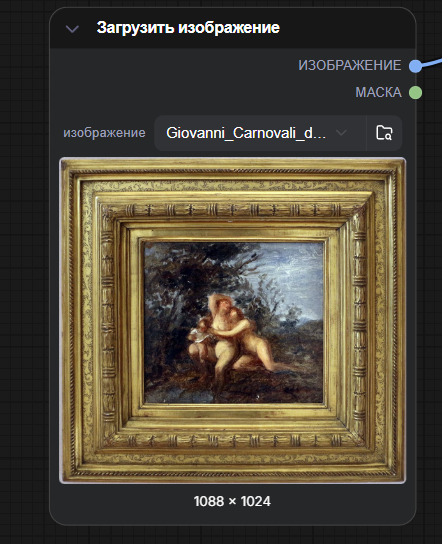 Загрузить изображение
ИЗОБРАЖЕНИЕ
МАСКА
изображение Giovanni_Carnovali_d...
1088 × 1024